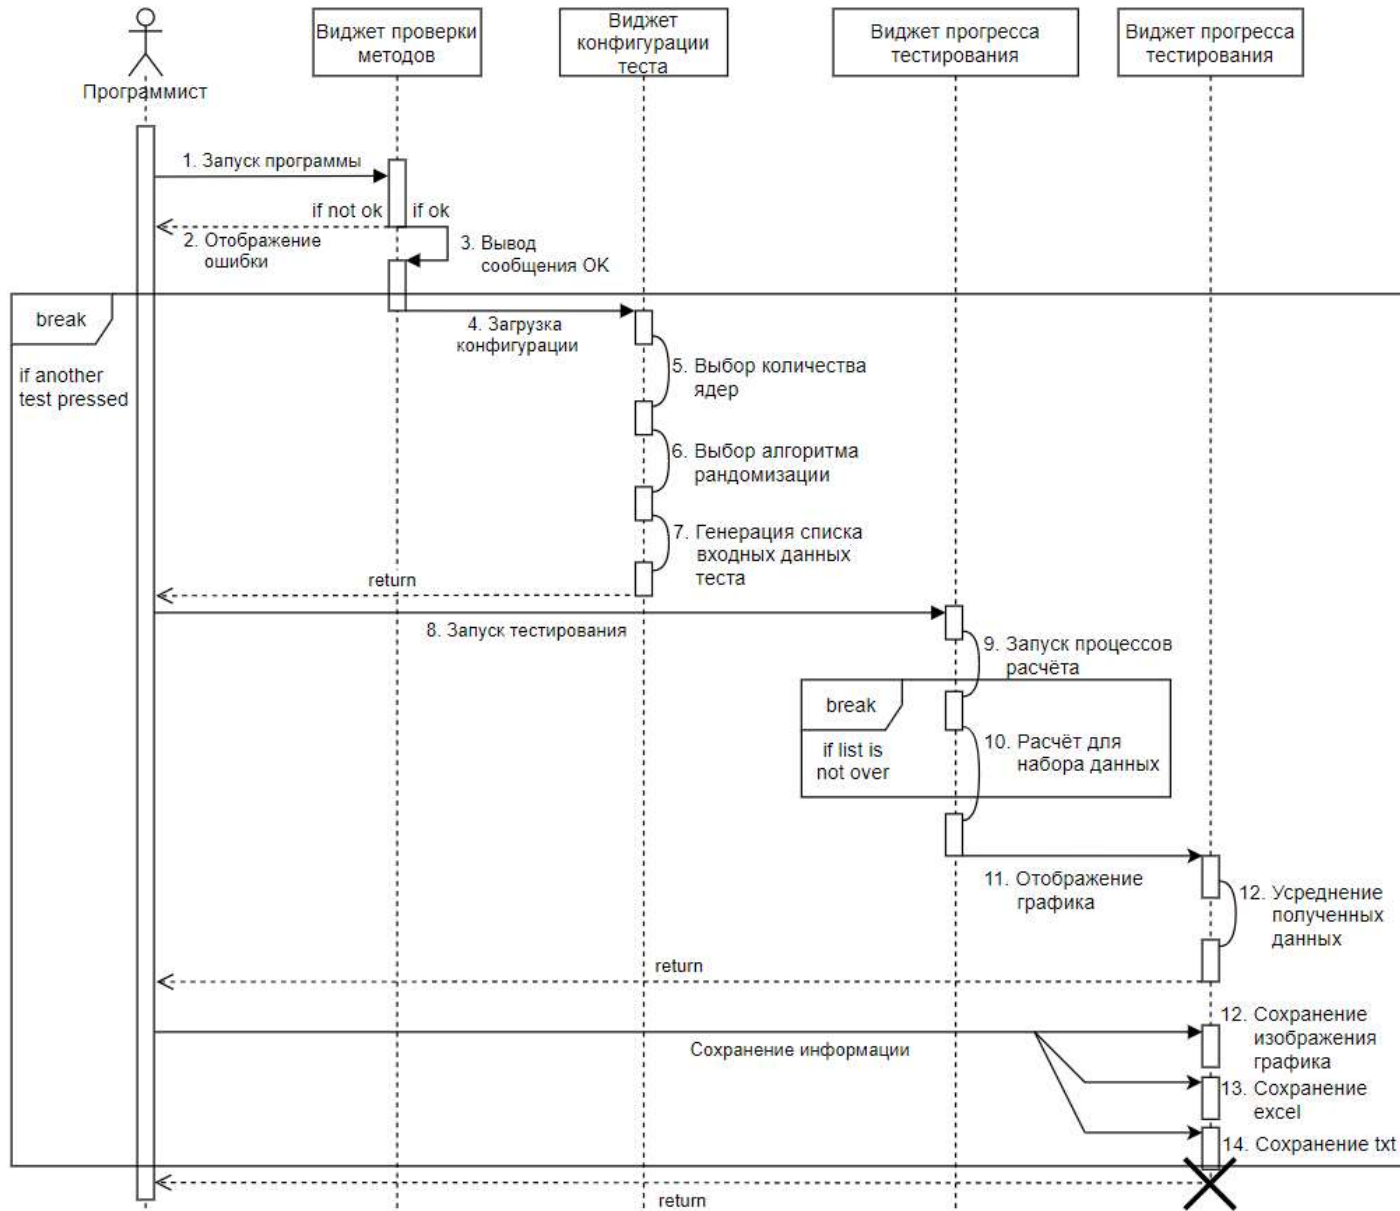 Виджет проверки
методов
Виджет
конфигурации
теста
Виджет прогресса
тестирования
Виджет прогресса
тестирования
Программист
1. Запуск программы
if not ok
if ok
2. Отображение
ошибки
3. Вывод
сообщения OK
break
if another
test pressed
4. Загрузка
конфигурации
5. Выбор количества
ядер
6. Выбор алгоритма
рандомизации
7. Генерация списка
входных данных
теста
return
8. Запуск тестирования
9. Запуск процессов
расчёта
break
if list is
not over
10. Расчёт для
набора данных
11. Отображение
графика
12. Усреднение
полученных
данных
return
12. Сохранение
изображения
графика
Сохранение информации
13. Сохранение
excel
14. Сохранение txt
return